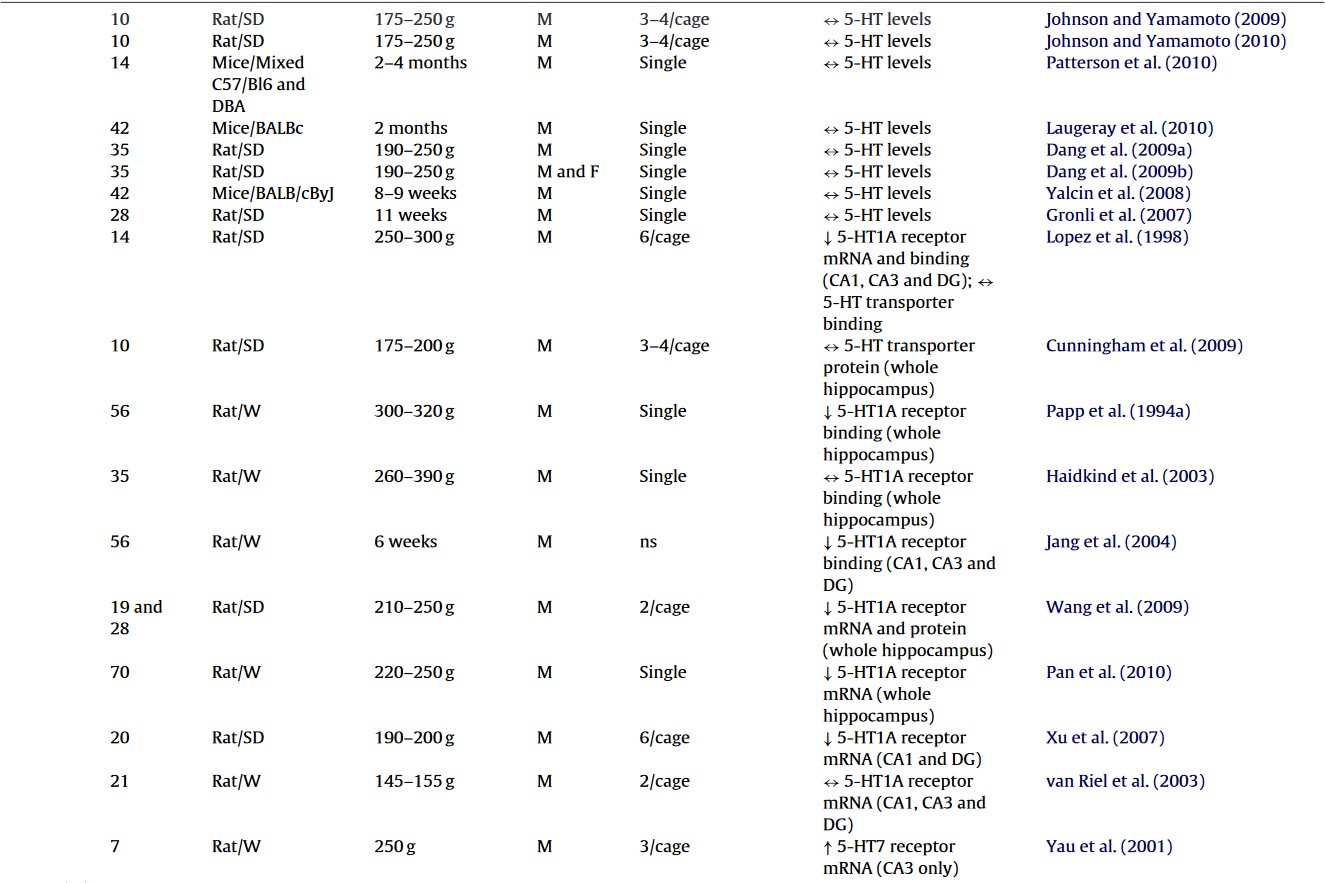 10 Rat/SD 175–250 g M 3–4/cage ↔ 5-HT levels Johnson and Yamamoto (2009)
10 Rat/SD 175–250 g M 3–4/cage ↔ 5-HT levels Johnson and Yamamoto (2010)
14 Mice/Mixed 2–4 months M Single ↔ 5-HT levels Patterson et al. (2010)
C57/Bl6 and
DBA
42 Mice/BALBc 2 months M Single ↔ 5-HT levels Laugeray et al. (2010)
35 Rat/SD 190–250 g M Single ↔ 5-HT levels Dang et al. (2009a)
35 Rat/SD 190–250 g M and F Single ↔ 5-HT levels Dang et al. (2009b)
42 Mice/BALB/cByJ 8–9 weeks M Single ↔ 5-HT levels Yalcin et al. (2008)
28 Rat/SD 11 weeks M Single ↔ 5-HT levels Gronli et al. (2007)
14 Rat/SD 250–300 g M 6/cage ↓ 5-HT1A receptor Lopez et al. (1998)
mRNA and binding
(CA1, CA3 and DG); ↔
5-HT transporter
binding
10 Rat/SD 175–200 g M 3–4/cage ↔ 5-HT transporter Cunningham et al. (2009)
protein (whole
hippocampus)
56 Rat/W 300–320 g M Single ↓ 5-HT1A receptor Papp et al. (1994a)
binding (whole
hippocampus)
35 Rat/W 260–390 g M Single ↔ 5-HT1A receptor Haidkind et al. (2003)
binding (whole
hippocampus)
56 Rat/W 6 weeks M ns ↓ 5-HT1A receptor Jang et al. (2004)
binding (CA1, CA3 and
DG)
19 and Rat/SD 210–250 g M 2/cage ↓ 5-HT1A receptor Wang et al. (2009)
28 mRNA and protein
(whole hippocampus)
70 Rat/W 220–250 g M Single ↓ 5-HT1A receptor Pan et al. (2010)
mRNA (whole
hippocampus)
20 Rat/SD 190–200 g M 6/cage ↓ 5-HT1A receptor Xu et al. (2007)
mRNA (CA1 and DG)
21 Rat/W 145–155 g M 2/cage ↔ 5-HT1A receptor van Riel et al. (2003)
mRNA (CA1, CA3 and
DG)
7 Rat/W 250 g M 3/cage ↑ 5-HT7 receptor Yau et al. (2001)
mRNA (CA3 only)